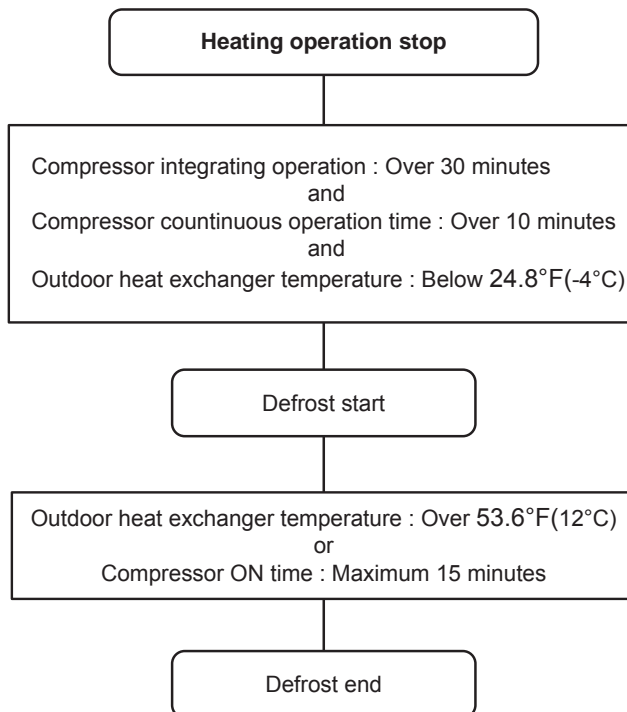 Heating operation stop
Compressor integrating operation : Over 30 minutes
and
Compressor countinuous operation time : Over 10 minutes
and
Outdoor heat exchanger temperature : Below 24.8°F(-4°C)
Defrost start
Outdoor heat exchanger temperature : Over 53.6°F(12°C)
or
Compressor ON time : Maximum 15 minutes
Defrost end